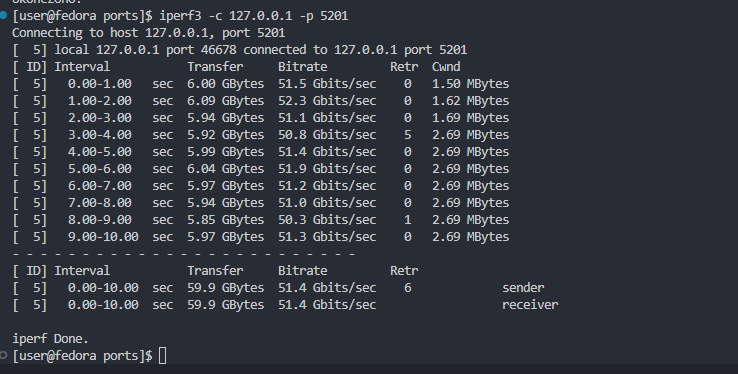 [user@fedora ports]$ iperf3 -c 127.0.0.1 -p 5201
Connecting to host 127.0.0.1, port 5201
[  5] local 127.0.0.1 port 46678 connected to 127.0.0.1 port 5201
[ ID] Interval           Transfer     Bitrate         Retr  Cwnd
[  5]   0.00-1.00   sec  6.00 GBytes  51.5 Gbits/sec    0   1.50 MBytes
[  5]   1.00-2.00   sec  6.09 GBytes  52.3 Gbits/sec    0   1.62 MBytes
[  5]   2.00-3.00   sec  5.94 GBytes  51.1 Gbits/sec    0   1.69 MBytes
[  5]   3.00-4.00   sec  5.92 GBytes  50.8 Gbits/sec    5   2.69 MBytes
[  5]   4.00-5.00   sec  5.99 GBytes  51.4 Gbits/sec    0   2.69 MBytes
[  5]   5.00-6.00   sec  6.04 GBytes  51.9 Gbits/sec    0   2.69 MBytes
[  5]   6.00-7.00   sec  5.97 GBytes  51.2 Gbits/sec    0   2.69 MBytes
[  5]   7.00-8.00   sec  5.94 GBytes  51.0 Gbits/sec    0   2.69 MBytes
[  5]   8.00-9.00   sec  5.85 GBytes  50.3 Gbits/sec    1   2.69 MBytes
[  5]   9.00-10.00  sec  5.97 GBytes  51.3 Gbits/sec    0   2.69 MBytes
- - - - - - - - - - - - - - - - - - - - - - - - -
[ ID] Interval           Transfer     Bitrate         Retr
[  5]   0.00-10.00  sec  59.9 GBytes  51.4 Gbits/sec    6             sender
[  5]   0.00-10.00  sec  59.9 GBytes  51.4 Gbits/sec                  receiver
iperf Done.
[user@fedora ports]$